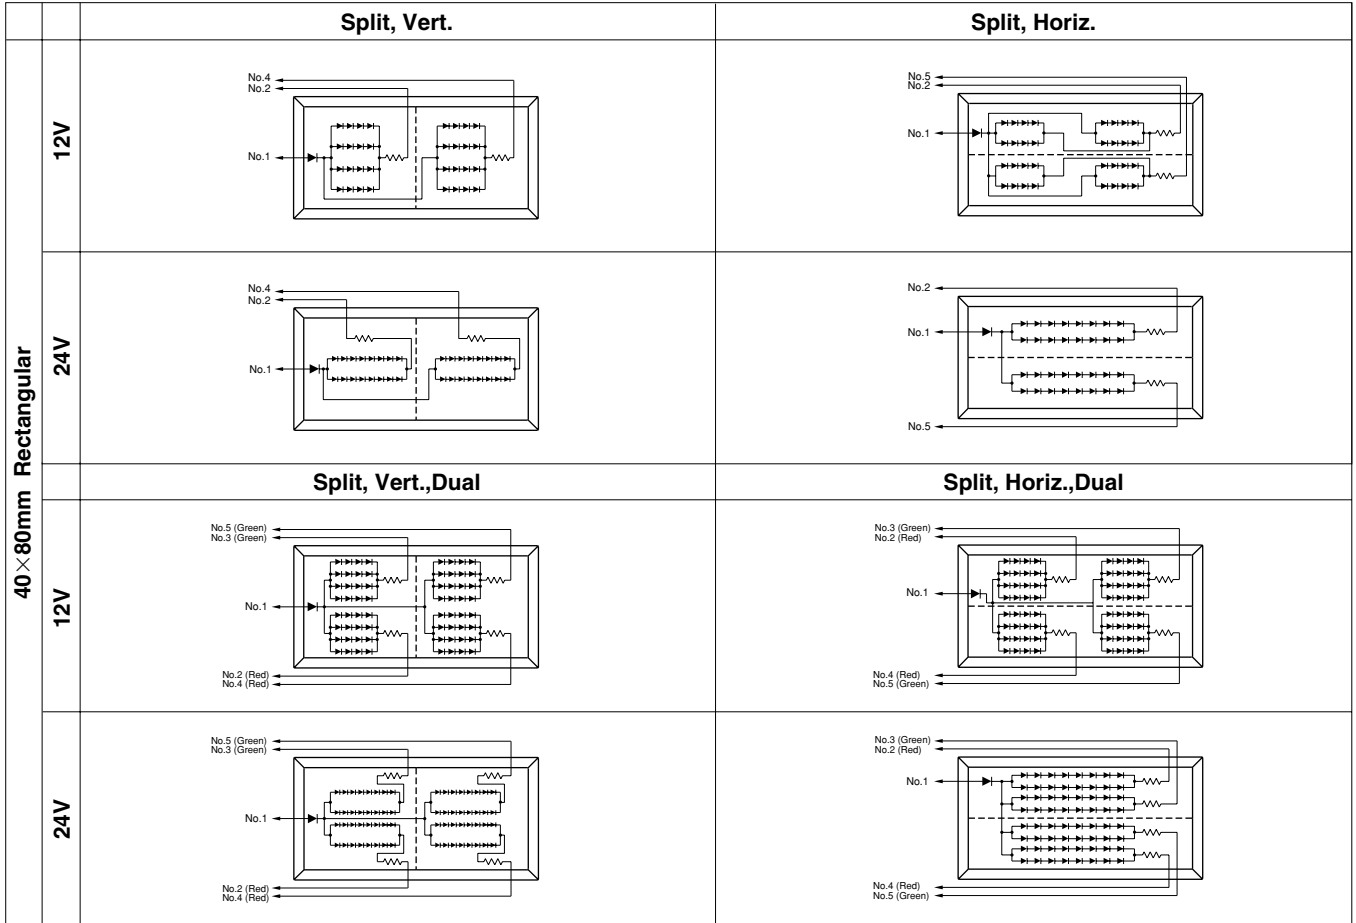 Split, Vert.
Split, Horiz.
40×80mm Rectangular
12V
No.4
No.2
No.1
No.5
No.2
No.1
24V
No.4
No.2
No.1
No.2
No.1
No.5
Split, Vert.,Dual
Split, Horiz.,Dual
12V
No.5 (Green)
No.3 (Green)
No.1
No.2 (Red)
No.4 (Red)
No.3 (Green)
No.2 (Red)
No.1
No.4 (Red)
No.5 (Green)
24V
No.5 (Green)
No.3 (Green)
No.1
No.2 (Red)
No.4 (Red)
No.3 (Green)
No.2 (Red)
No.1
No.4 (Red)
No.5 (Green)